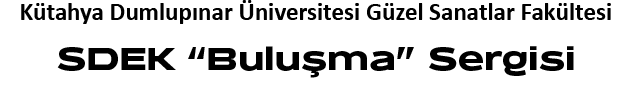 Kütahya Dumlupınar Üniversitesi Güzel Sanatlar Fakültesi
SDEK “Buluşma” Sergisi